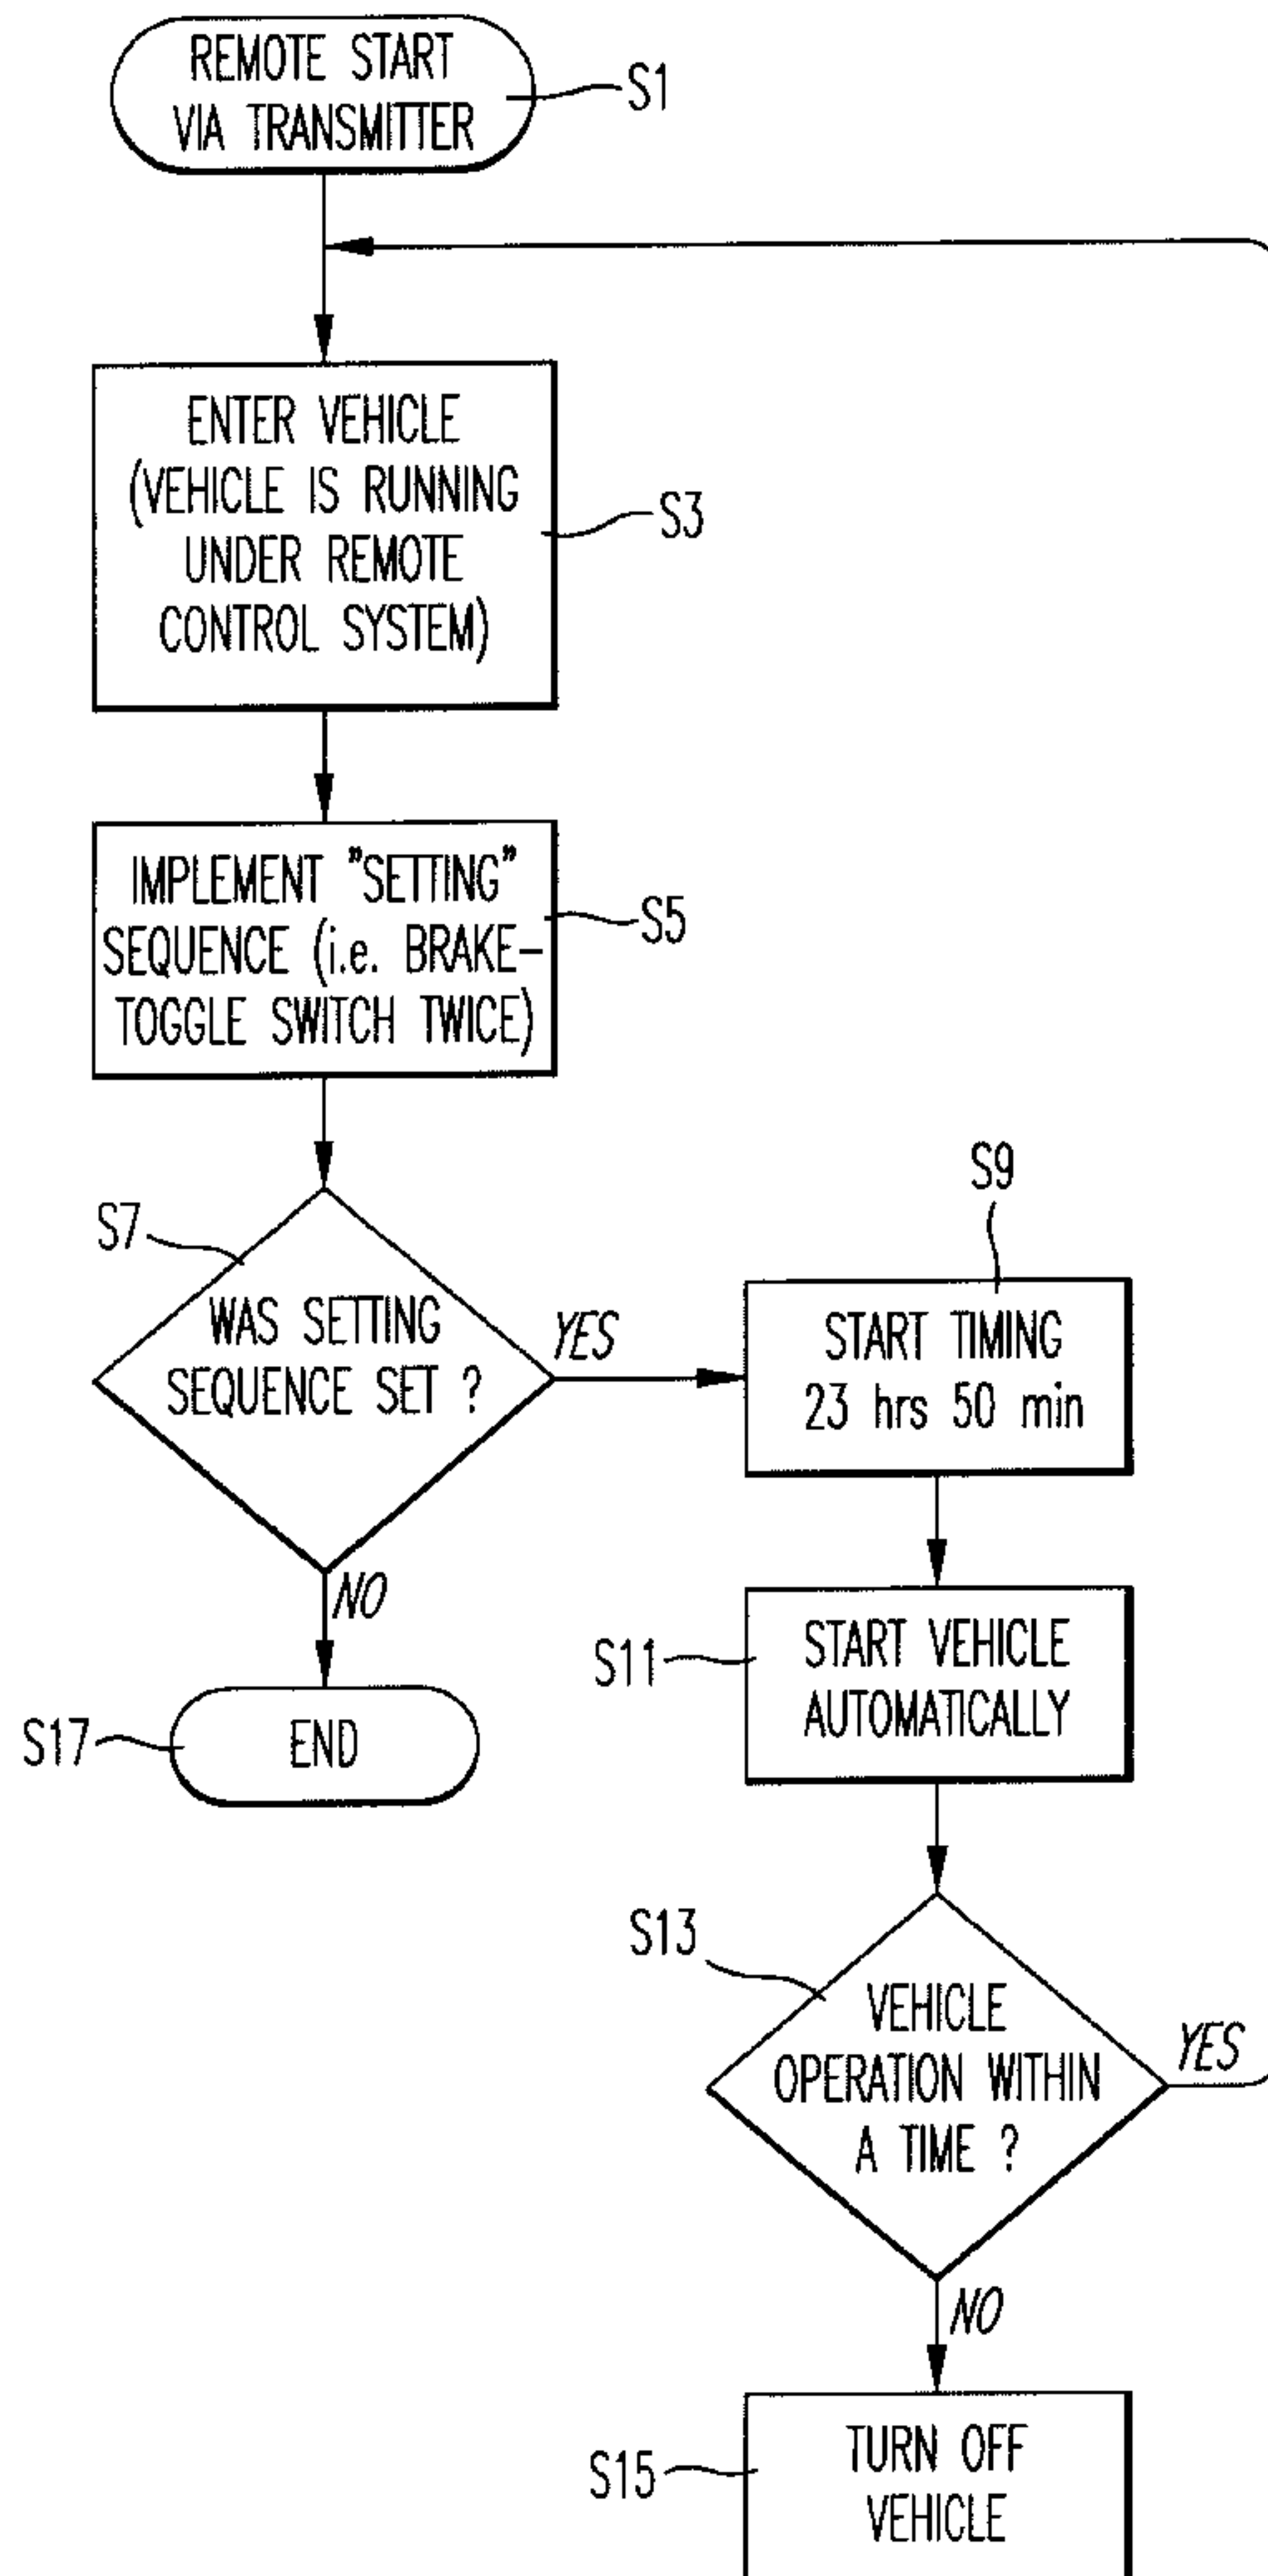 REMOTE START
VIA TRANSMITTER
S1
ENTER VEHICLE
(VEHICLE IS RUNNING
UNDER REMOTE
CONTROL SYSTEM)
S3
IMPLEMENT "SETTING"
SEQUENCE (i.e. BRAKE-
TOGGLE SWITCH TWICE)
S5
S7
WAS SETTING
SEQUENCE SET ?
YES
NO
S17
END
S9
START TIMING
23 hrs 50 min
S11
START VEHICLE
AUTOMATICALLY
S13
VEHICLE
OPERATION WITHIN
A TIME ?
YES
NO
S15
TURN OFF
VEHICLE